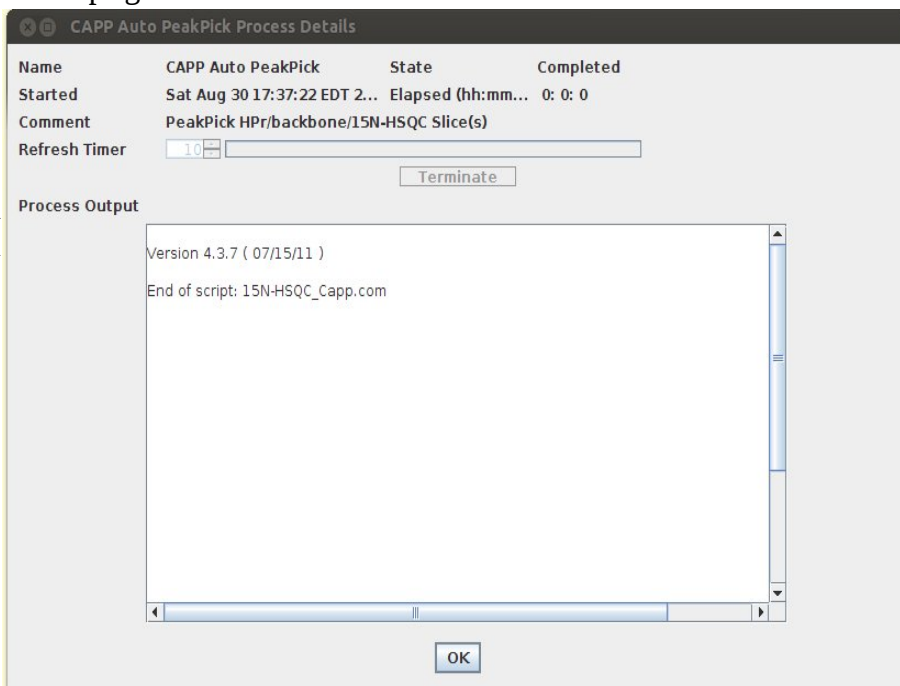 CAPP Auto PeakPick Process Details
Name CAPP Auto PeakPick State Completed
Started Sat Aug 30 17:37:22 EDT 2... Elapsed (hh:mm... 0: 0: 0
Comment PeakPick HPr/backbone/15N-HSQC Slice(s)
Refresh Timer 10
Terminate
Process Output
Version 4.3.7 ( 07/15/11 )
End of script: 15N-HSQC_Capp.com
OK